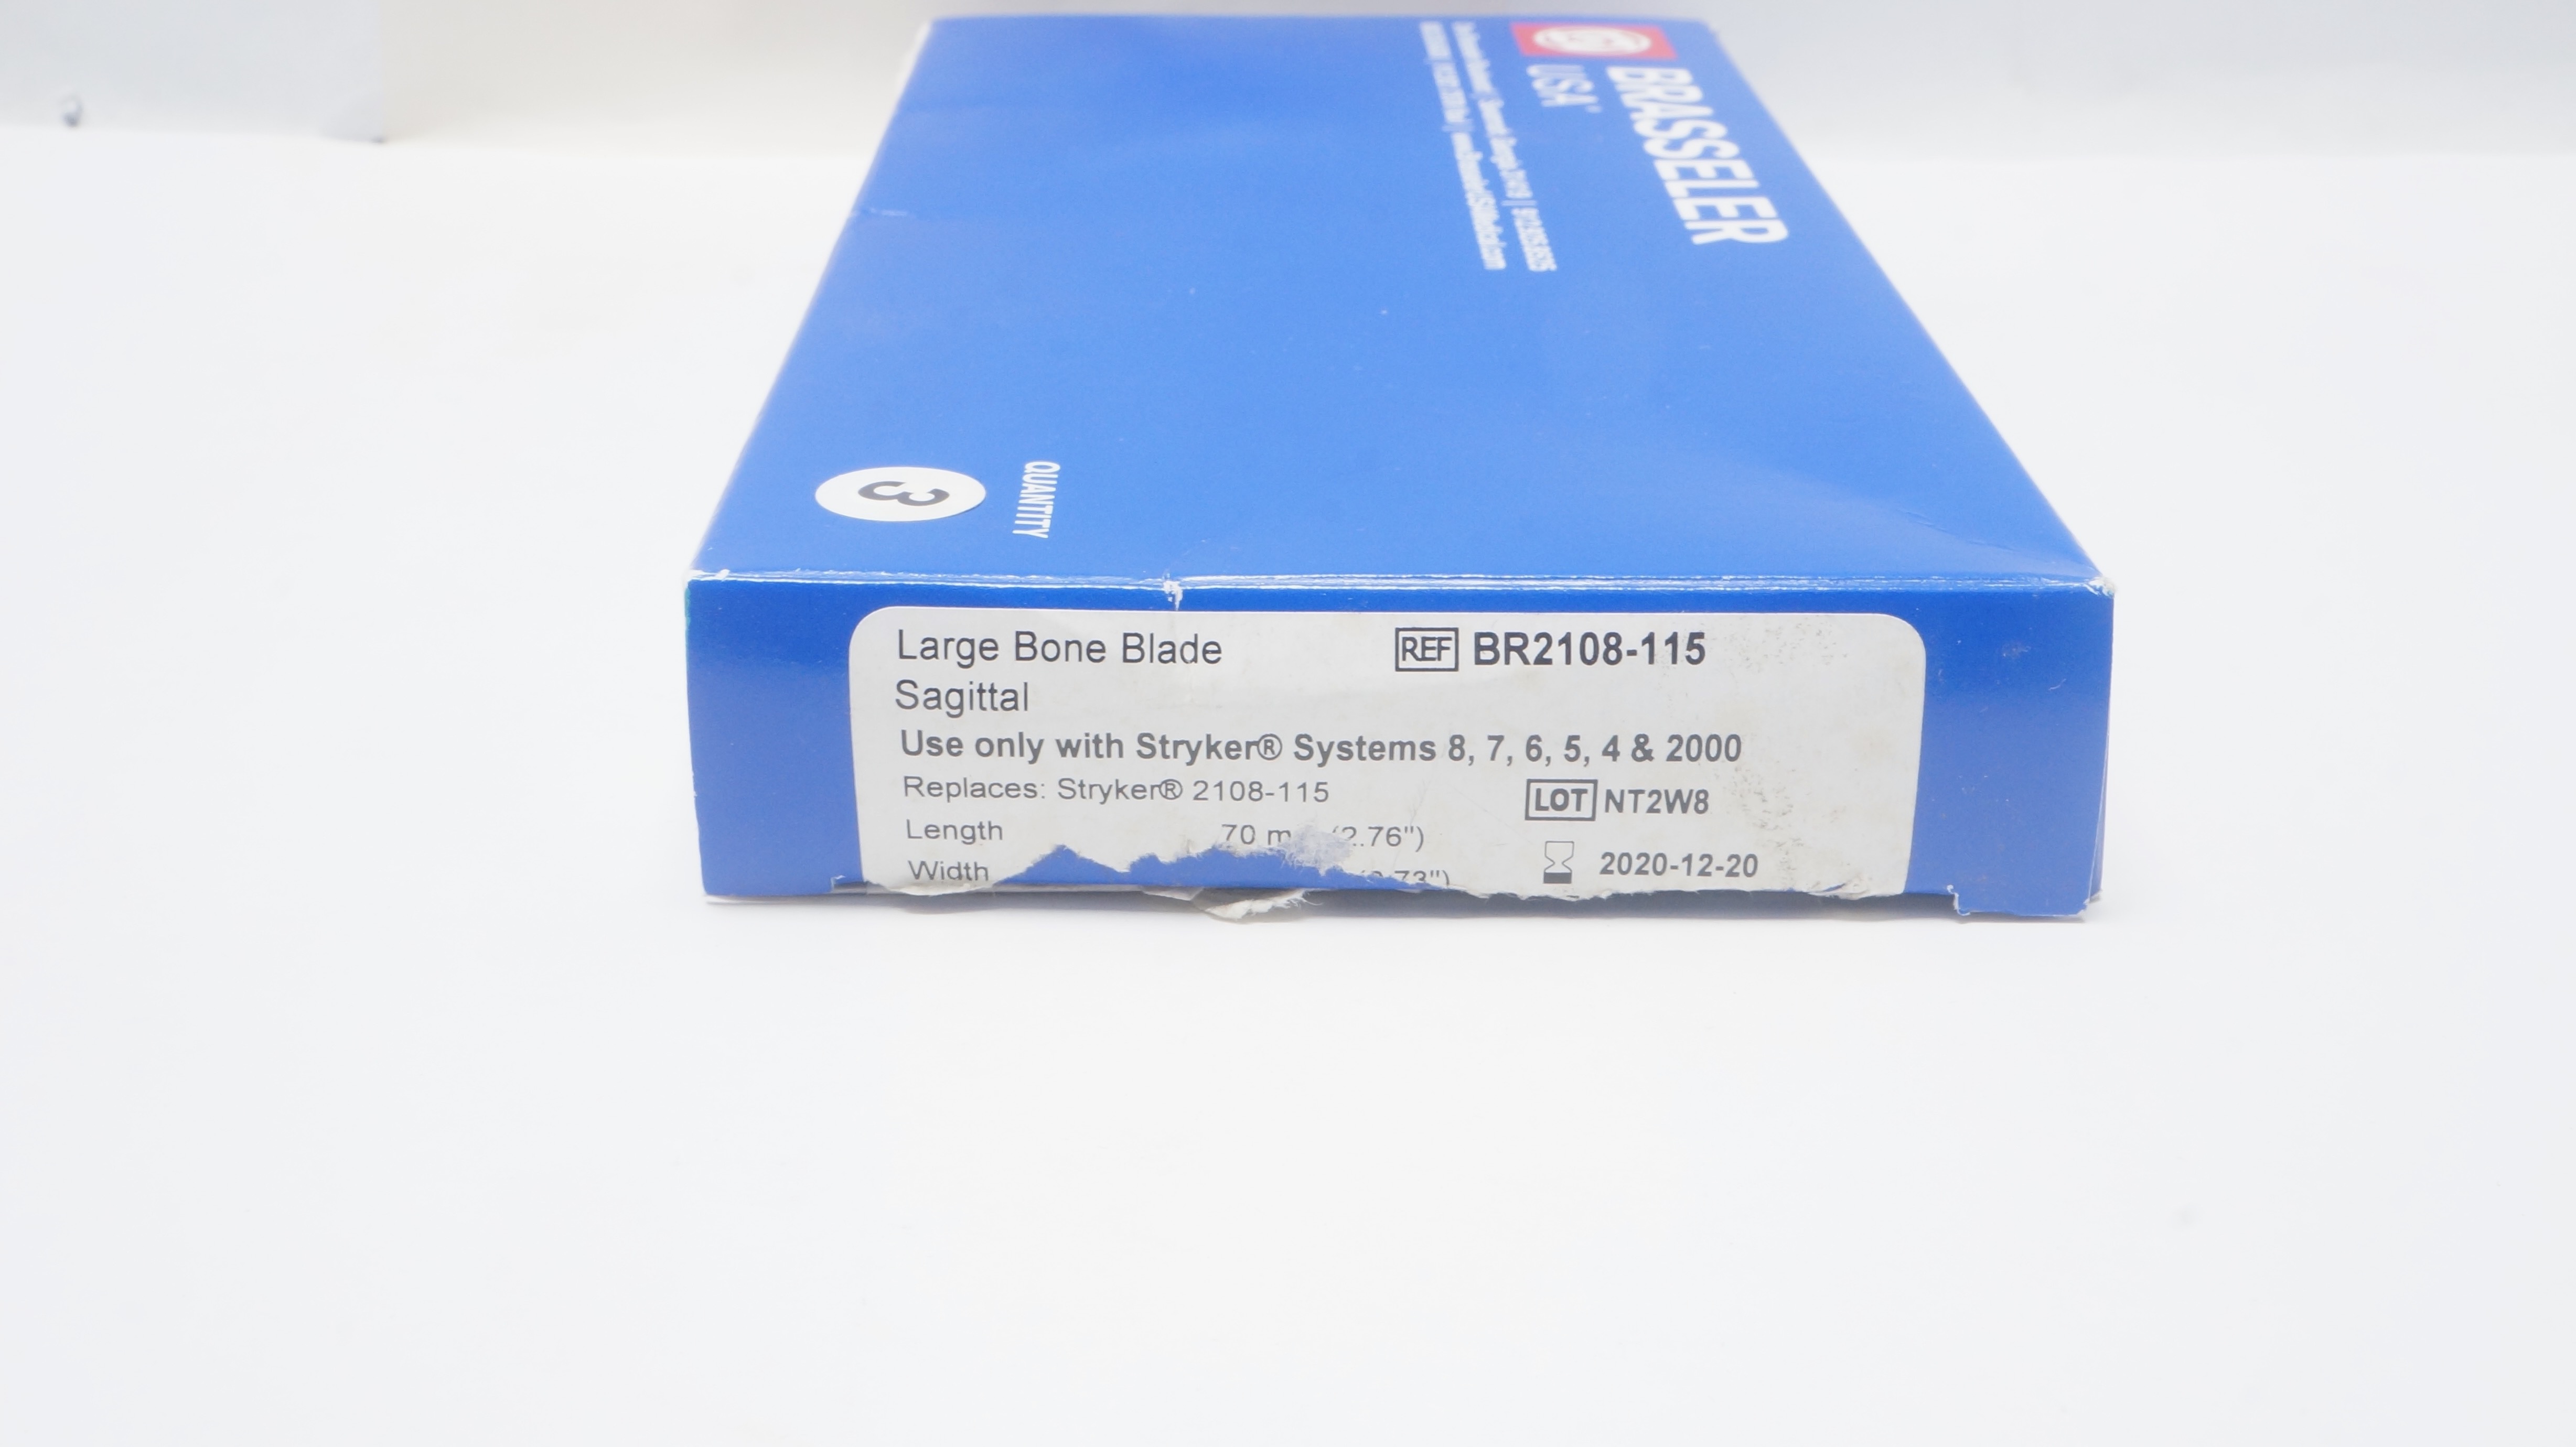 BRASSELER
USA
QUANTITY
3
Large Bone Blade
REF BR2108-115
Sagittal
Use only with Stryker® Systems 8, 7, 6, 5, 4 & 2000
Replaces: Stryker® 2108-115
LOT NT2W8
Length 70 m (2.76")
Width
2020-12-20